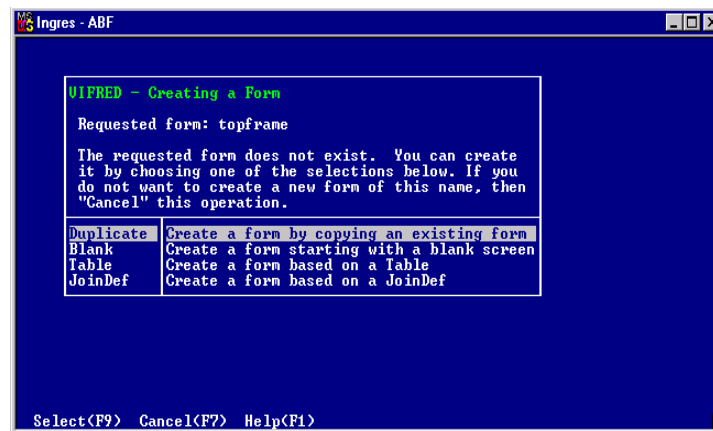 Ingres - ABF
VIFRED - Creating a Form
Requested form: topframe
The requested form does not exist. You can create
it by choosing one of the selections below. If you
do not want to create a new form of this name, then
"Cancel" this operation.
Duplicate Create a form by copying an existing form
Blank Create a form starting with a blank screen
Table Create a form based on a Table
JoinDef Create a form based on a JoinDef
Select(F9) Cancel(F7) Help(F1)